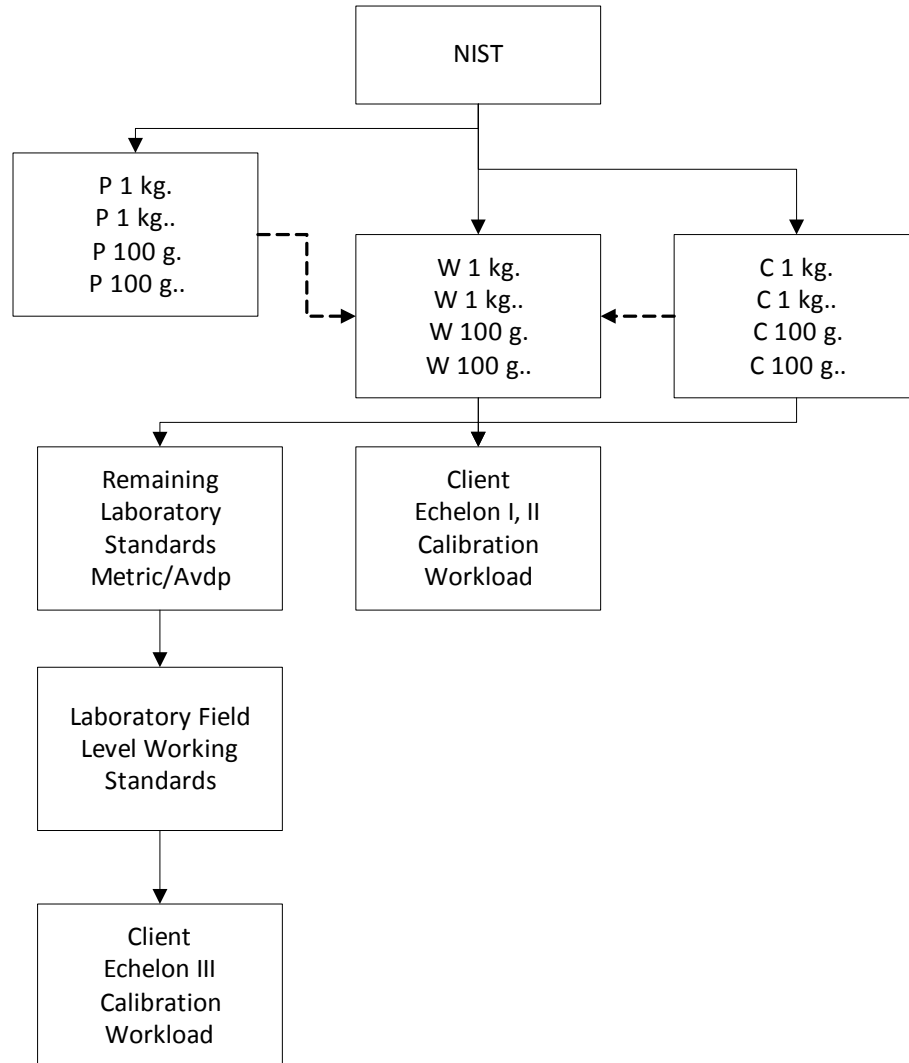 NIST
P 1 kg.
P 1 kg..
P 100 g.
P 100 g..
W 1 kg.
W 1 kg..
W 100 g.
W 100 g..
C 1 kg.
C 1 kg..
C 100 g.
C 100 g..
Remaining
Laboratory
Standards
Metric/Avdp
Client
Echelon I, II
Calibration
Workload
Laboratory Field
Level Working
Standards
Client
Echelon III
Calibration
Workload